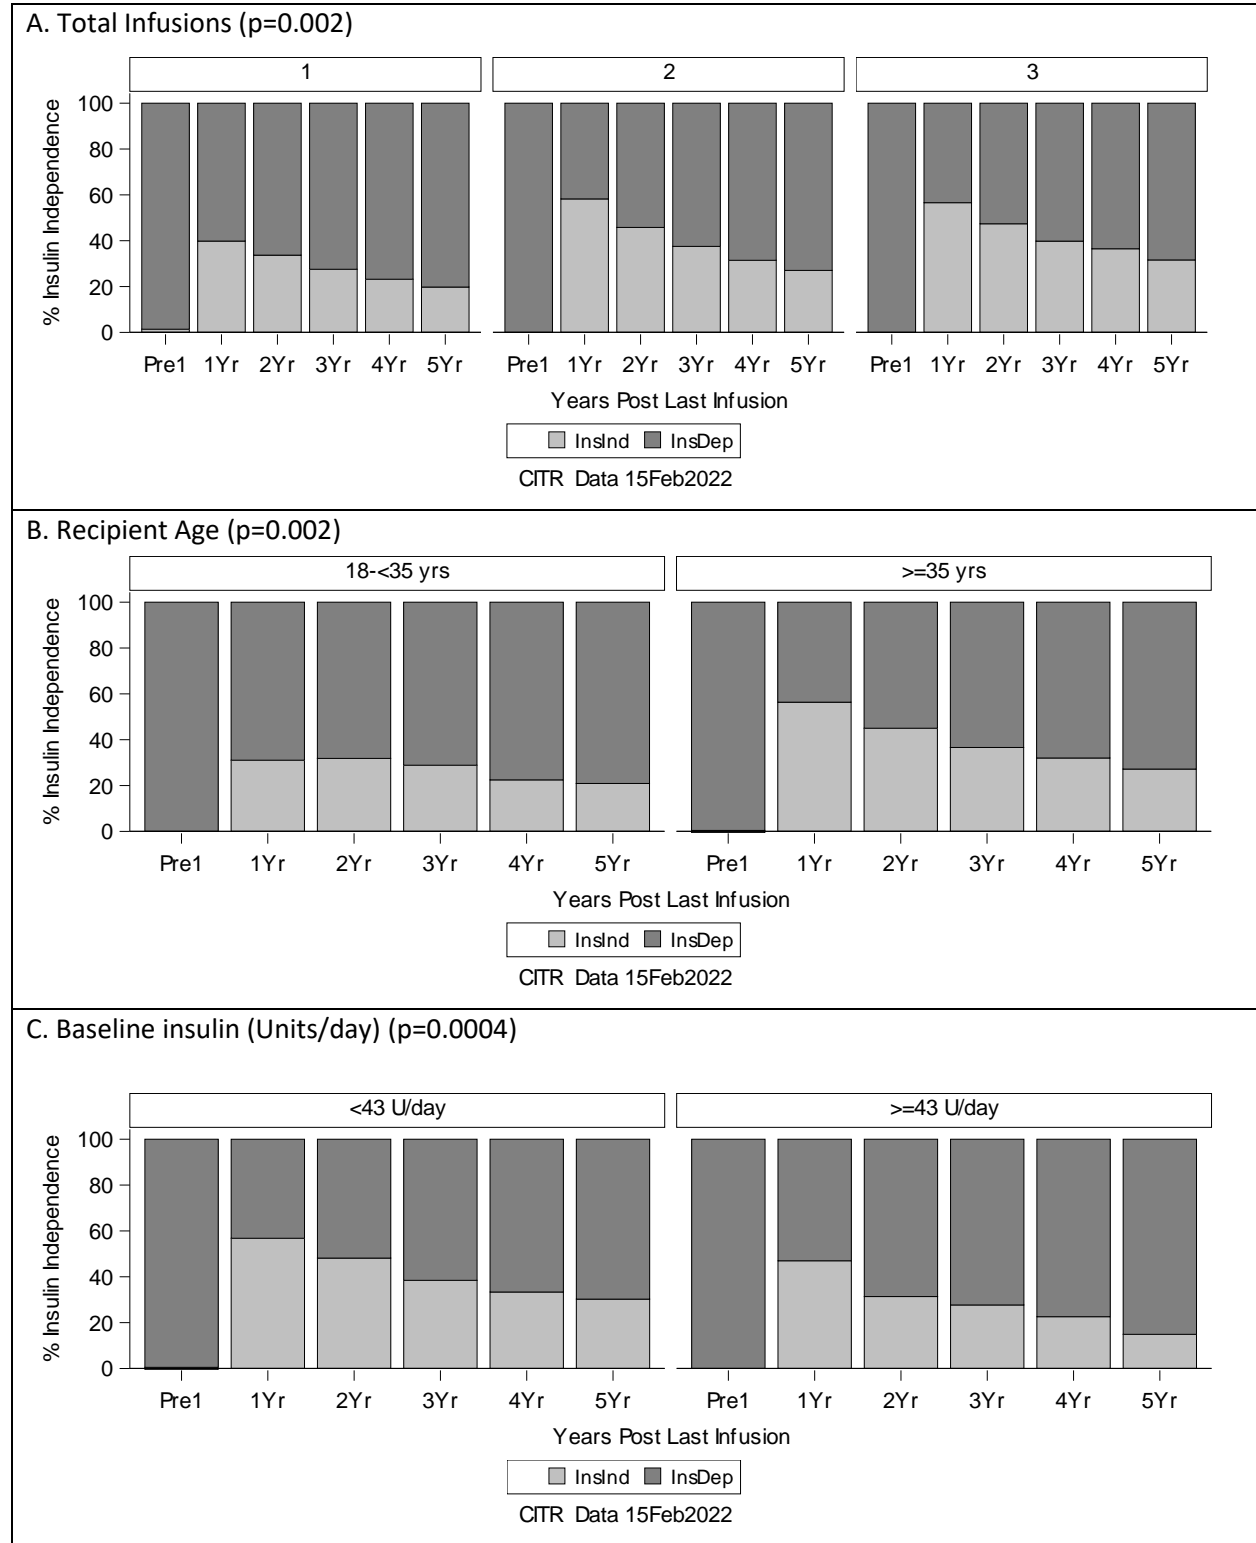 A. Total Infusions (p=0.002)
1 2 3
100
80
60
40
20
0
% Insulin Independence
Pre1 1Yr 2Yr 3Yr 4Yr 5Yr Pre1 1Yr 2Yr 3Yr 4Yr 5Yr Pre1 1Yr 2Yr 3Yr 4Yr 5Yr
Years Post Last Infusion
InsInd InsDep
CITR Data 15Feb2022
B. Recipient Age (p=0.002)
18-<35 yrs >=35 yrs
100
80
60
40
20
0
% Insulin Independence
Pre1 1Yr 2Yr 3Yr 4Yr 5Yr Pre1 1Yr 2Yr 3Yr 4Yr 5Yr
Years Post Last Infusion
InsInd InsDep
CITR Data 15Feb2022
C. Baseline insulin (Units/day) (p=0.0004)
<43 U/day >=43 U/day
100
80
60
40
20
0
% Insulin Independence
Pre1 1Yr 2Yr 3Yr 4Yr 5Yr Pre1 1Yr 2Yr 3Yr 4Yr 5Yr
Years Post Last Infusion
InsInd InsDep
CITR Data 15Feb2022